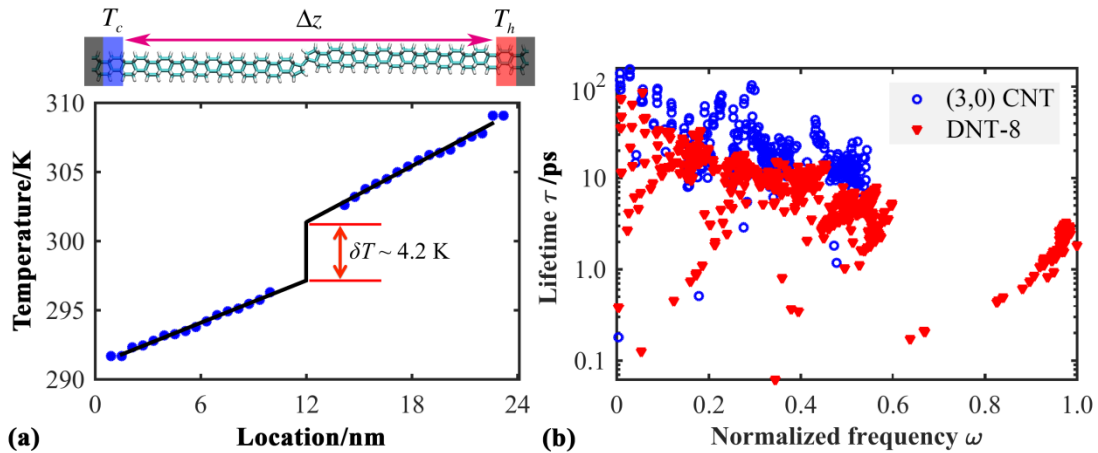 T_c Δz T_h
310
305
300
295
290
Temperature/K
δT ~ 4.2 K
0 6 12 18 24
Location/nm
(a)
10²
10
1.0
0.1
Lifetime τ /ps
(3,0) CNT
DNT-8
0 0.2 0.4 0.6 0.8 1.0
Normalized frequency ω
(b)